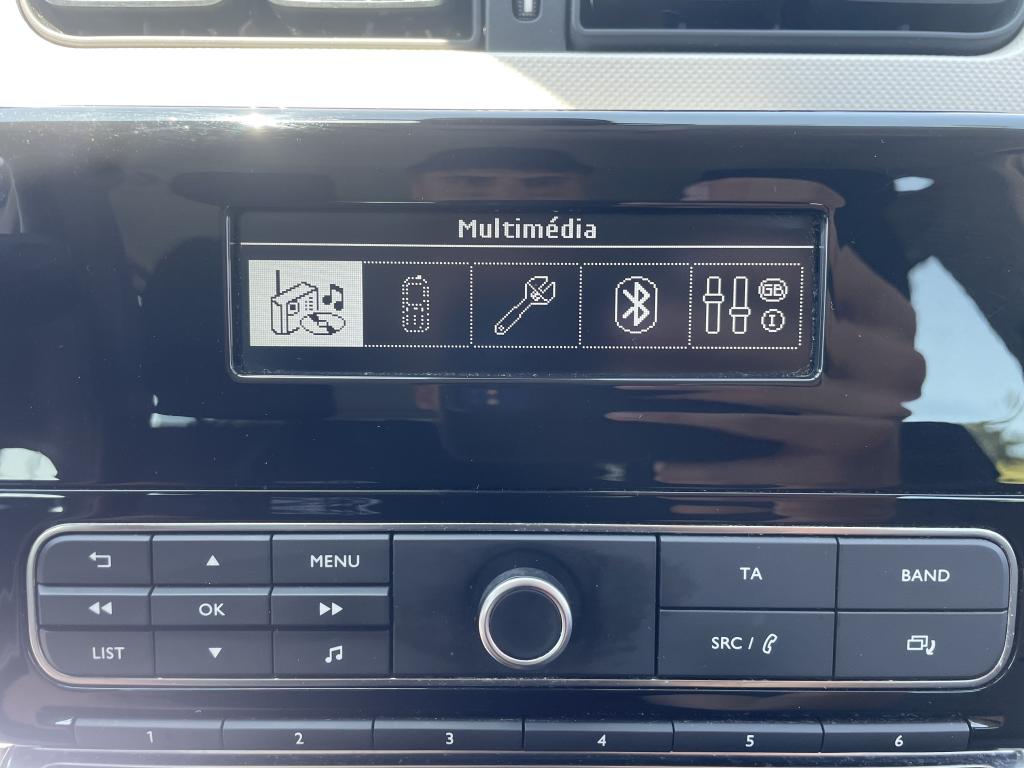 Multimédia
GB
I
MENU
OK
LIST
TA
BAND
SRC /
1
2
3
4
5
6